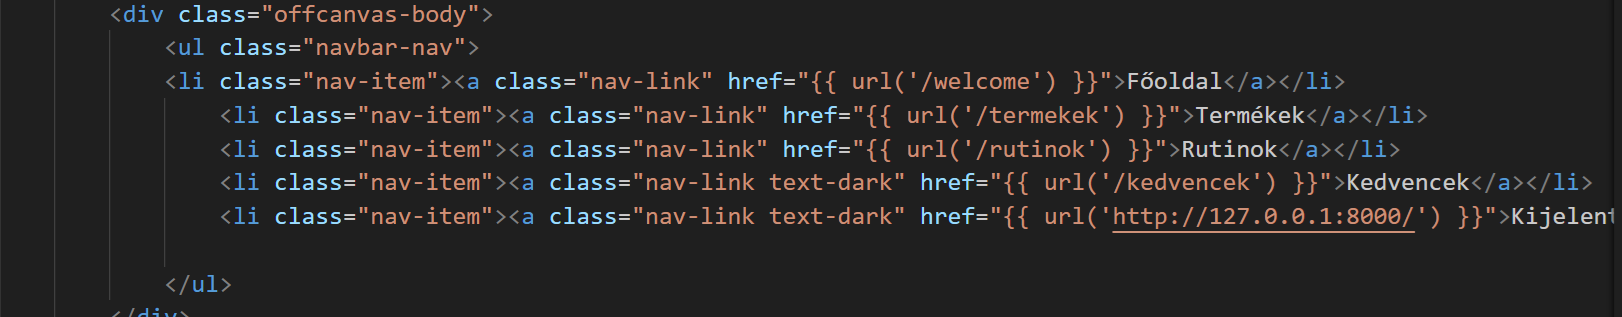 <div class="offcanvas-body">
<ul class="navbar-nav">
<li class="nav-item"><a class="nav-link" href="{{ url('/welcome') }}">Főoldal</a></li>
<li class="nav-item"><a class="nav-link" href="{{ url('/termekek') }}">Termékek</a></li>
<li class="nav-item"><a class="nav-link" href="{{ url('/rutinok') }}">Rutinok</a></li>
<li class="nav-item"><a class="nav-link text-dark" href="{{ url('/kedvencek') }}">Kedvencek</a></li>
<li class="nav-item"><a class="nav-link text-dark" href="{{ url('http://127.0.0.1:8000/') }}">Kijelent
</ul>
</div>